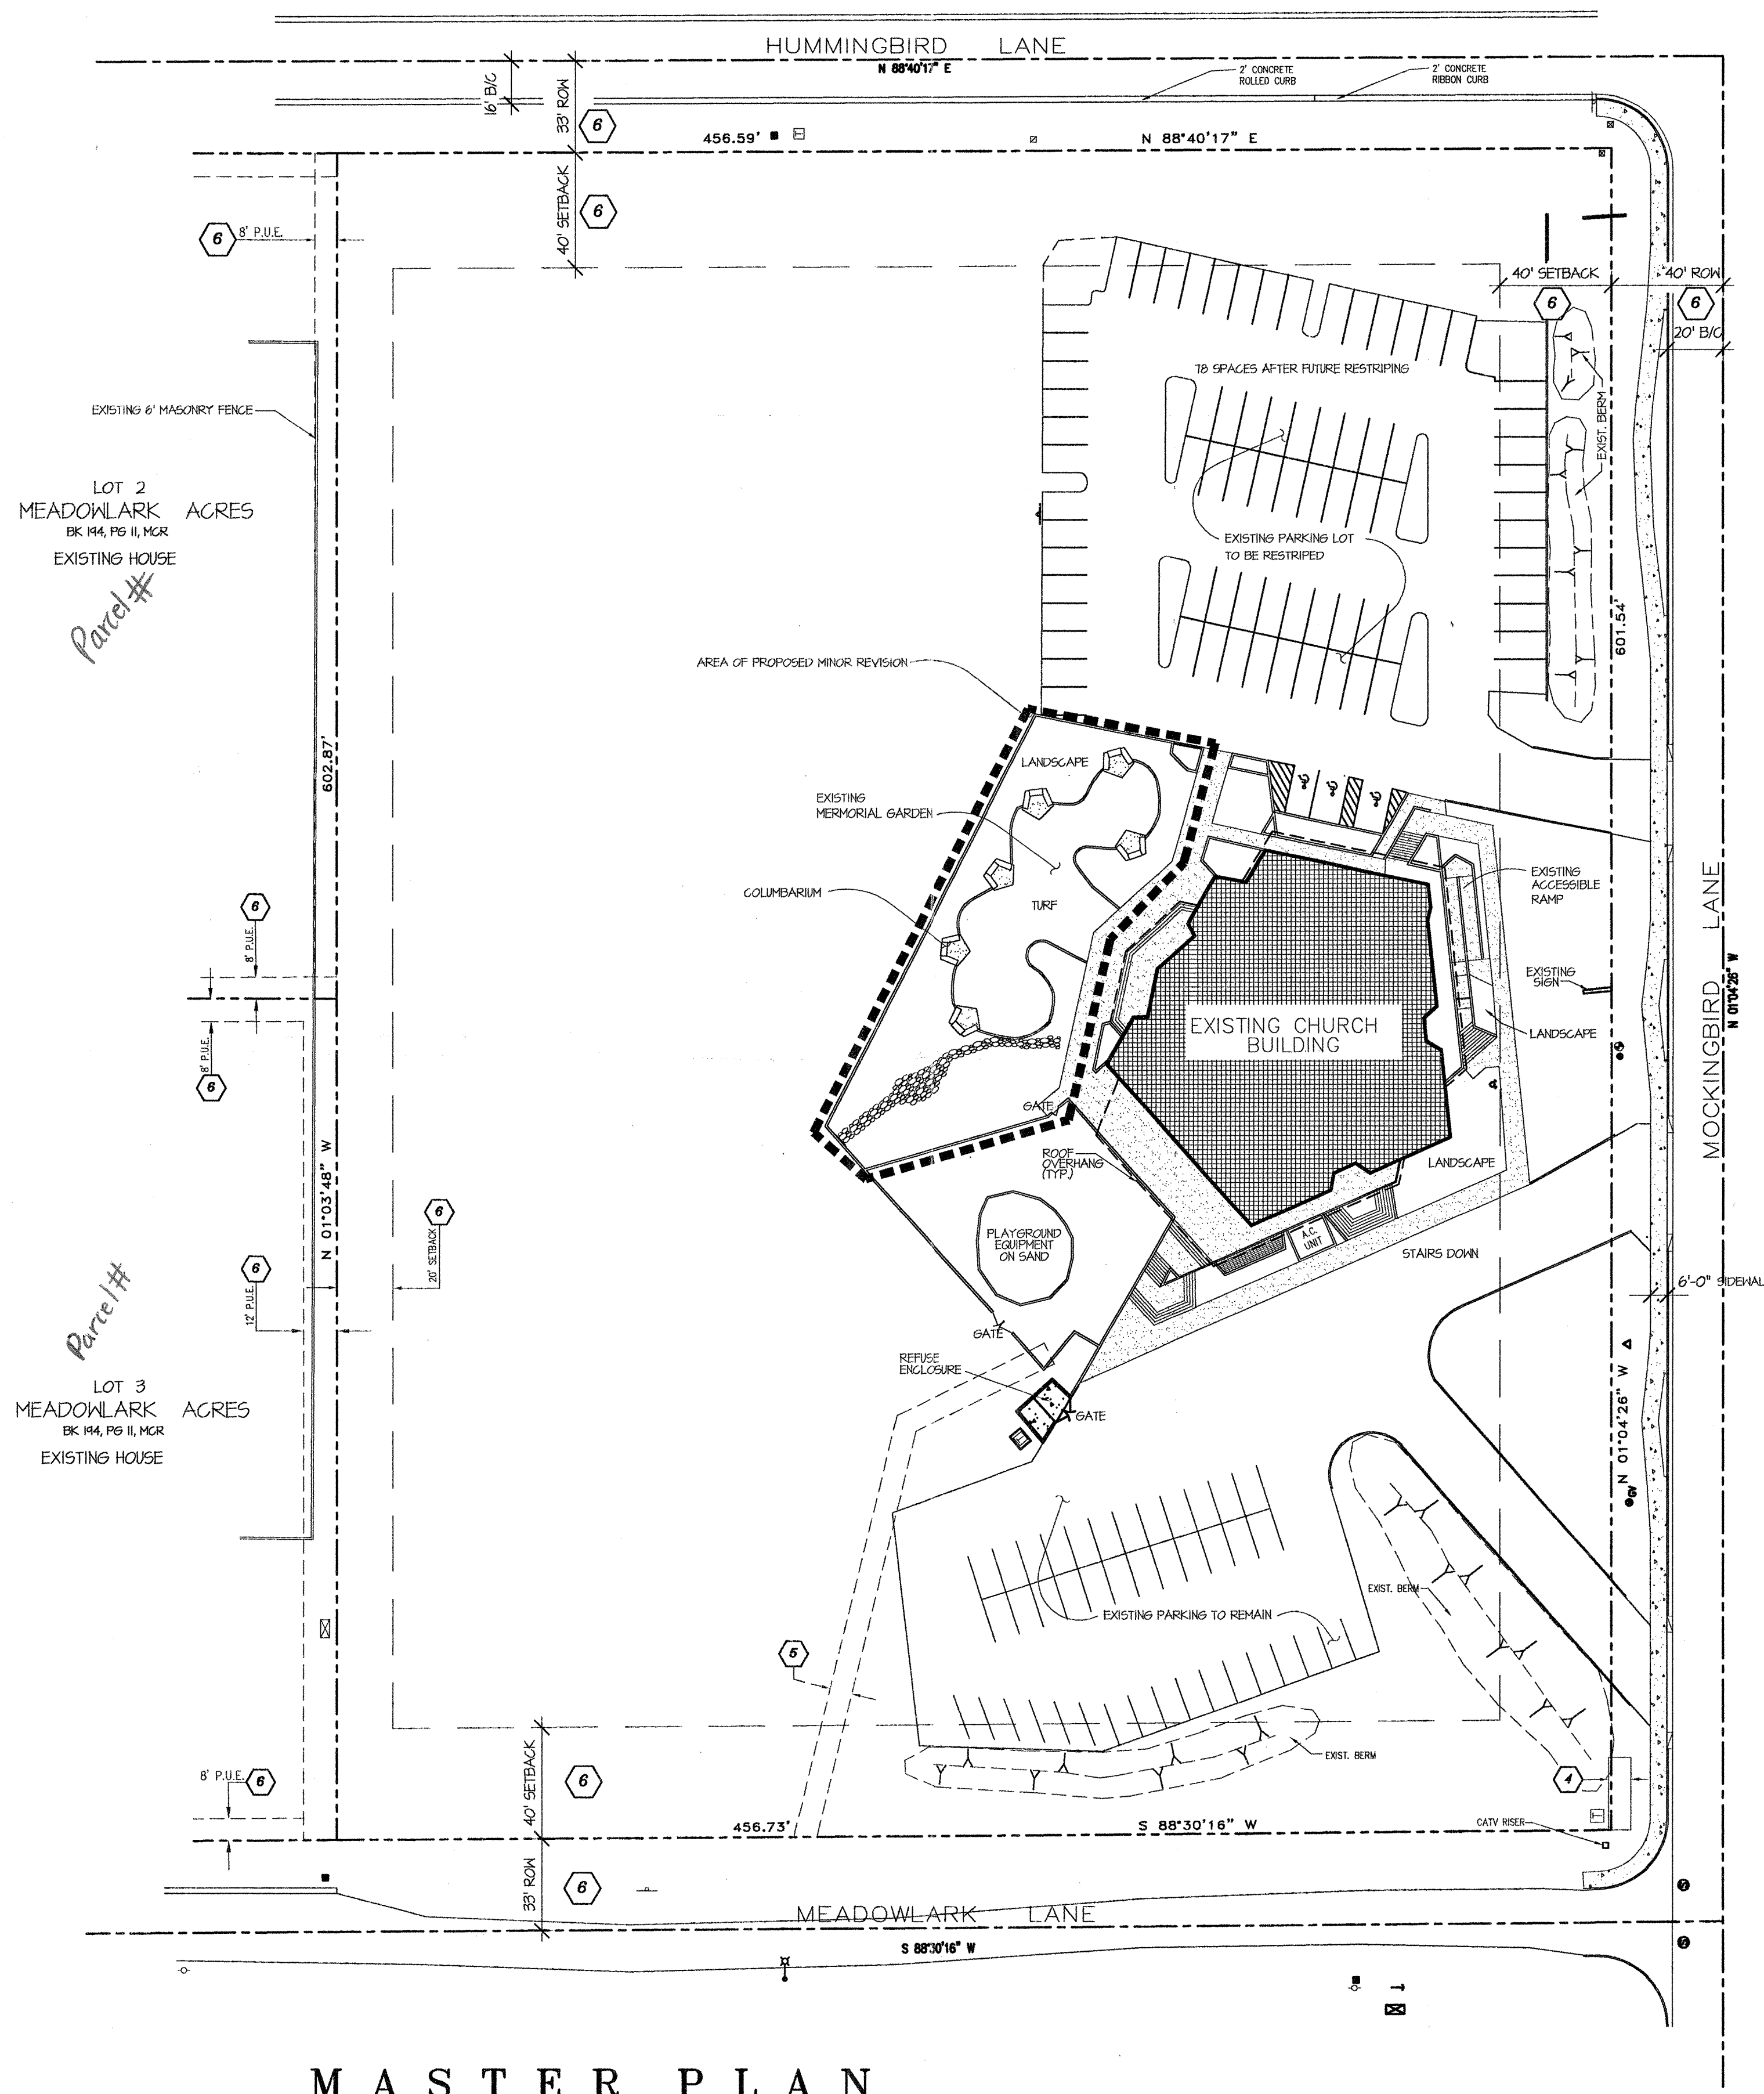 HUMMINGBIRD LANE
N 88°40'17" E
2' CONCRETE
ROLLED CURB
2' CONCRETE
RIBBON CURB
16' B/C
33' ROW
6
456.59'
T
N 88°40'17" E
40' SETBACK
6
6
8' P.U.E.
40' SETBACK
40' ROW
6
6
20' B/C
78 SPACES AFTER FUTURE RESTRIPING
EXIST. BERM
EXISTING 6' MASONRY FENCE
LOT 2
MEADOWLARK ACRES
BK 194, PG 11, MCR
EXISTING HOUSE
Parcel #
EXISTING PARKING LOT
TO BE RESTRIPED
601.54'
AREA OF PROPOSED MINOR REVISION
602.87'
LANDSCAPE
EXISTING
MERMORIAL GARDEN
COLUMBARIUM
TURF
EXISTING
ACCESSIBLE
RAMP
MOCKINGBIRD LANE
N 01°04'26" W
6
8' P.U.E.
EXISTING
SIGN
LANDSCAPE
EXISTING CHURCH
BUILDING
8' P.U.E.
6
GATE
N 01°03'48" W
ROOF
OVERHANG
(TYP.)
LANDSCAPE
6
20' SETBACK
PLAYGROUND
EQUIPMENT
ON SAND
A.C.
UNIT
STAIRS DOWN
6
12' P.U.E.
6'-0" SIDEWAL
Parcel #
GATE
REFUSE
ENCLOSURE
GATE
N 01°04'26" W
GV
LOT 3
MEADOWLARK ACRES
BK 194, PG 11, MCR
EXISTING HOUSE
EXIST. BERM
EXISTING PARKING TO REMAIN
5
40' SETBACK
EXIST. BERM
8' P.U.E.
6
6
4
T
456.73'
S 88°30'16" W
CATV RISER
33' ROW
6
S
MEADOWLARK LANE
S 88°30'16" W
S
MASTER PLAN